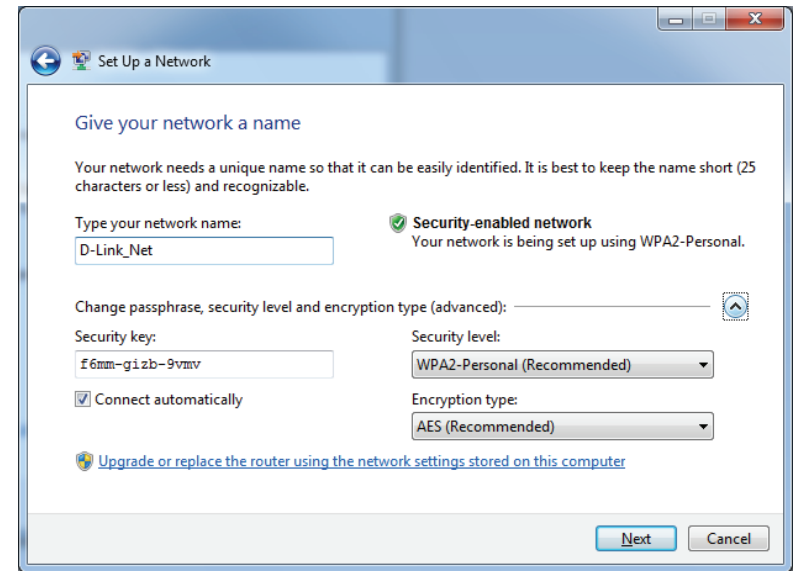 Set Up a Network
Give your network a name
Your network needs a unique name so that it can be easily identified. It is best to keep the name short (25
characters or less) and recognizable.
Type your network name:
D-Link_Net
Security-enabled network
Your network is being set up using WPA2-Personal.
Change passphrase, security level and encryption type (advanced):
Security key:
f6mm-gizb-9vmv
Security level:
WPA2-Personal (Recommended)
Connect automatically
Encryption type:
AES (Recommended)
Upgrade or replace the router using the network settings stored on this computer
Next
Cancel